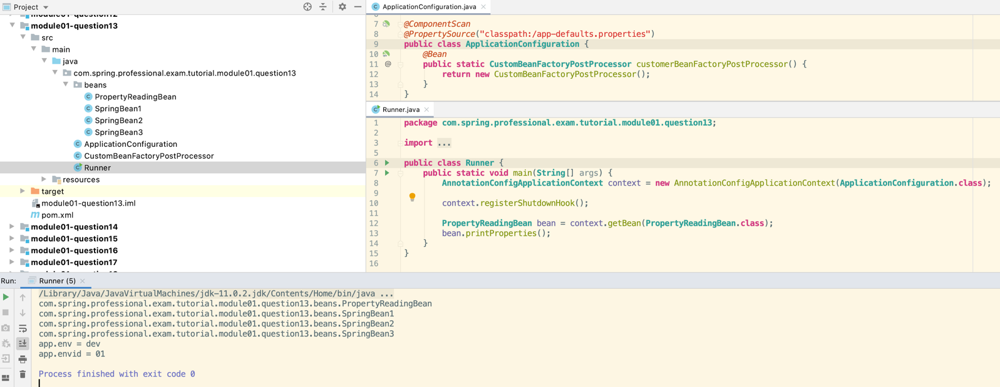 Project
module01-question12
module01-question13
src
main
java
com.spring.professional.exam.tutorial.module01.question13
beans
PropertyReadingBean
SpringBean1
SpringBean2
SpringBean3
ApplicationConfiguration
CustomBeanFactoryPostProcessor
Runner
resources
target
module01-question13.iml
pom.xml
module01-question14
module01-question15
module01-question16
module01-question17
ApplicationConfiguration.java
7 @ComponentScan
8 @PropertySource("classpath:/app-defaults.properties")
9 public class ApplicationConfiguration {
10 @Bean
11 @ public static CustomBeanFactoryPostProcessor customerBeanFactoryPostProcessor() {
12 return new CustomBeanFactoryPostProcessor();
13 }
14 }
Runner.java
1 package com.spring.professional.exam.tutorial.module01.question13;
2
3 import ...
5
6 public class Runner {
7 public static void main(String[] args) {
8 AnnotationConfigApplicationContext context = new AnnotationConfigApplicationContext(ApplicationConfiguration.class);
9
10 context.registerShutdownHook();
11
12 PropertyReadingBean bean = context.getBean(PropertyReadingBean.class);
13 bean.printProperties();
14 }
15 }
16
Run: Runner (5)
/Library/Java/JavaVirtualMachines/jdk-11.0.2.jdk/Contents/Home/bin/java ...
com.spring.professional.exam.tutorial.module01.question13.beans.PropertyReadingBean
com.spring.professional.exam.tutorial.module01.question13.beans.SpringBean1
com.spring.professional.exam.tutorial.module01.question13.beans.SpringBean2
com.spring.professional.exam.tutorial.module01.question13.beans.SpringBean3
app.env = dev
app.envid = 01
Process finished with exit code 0